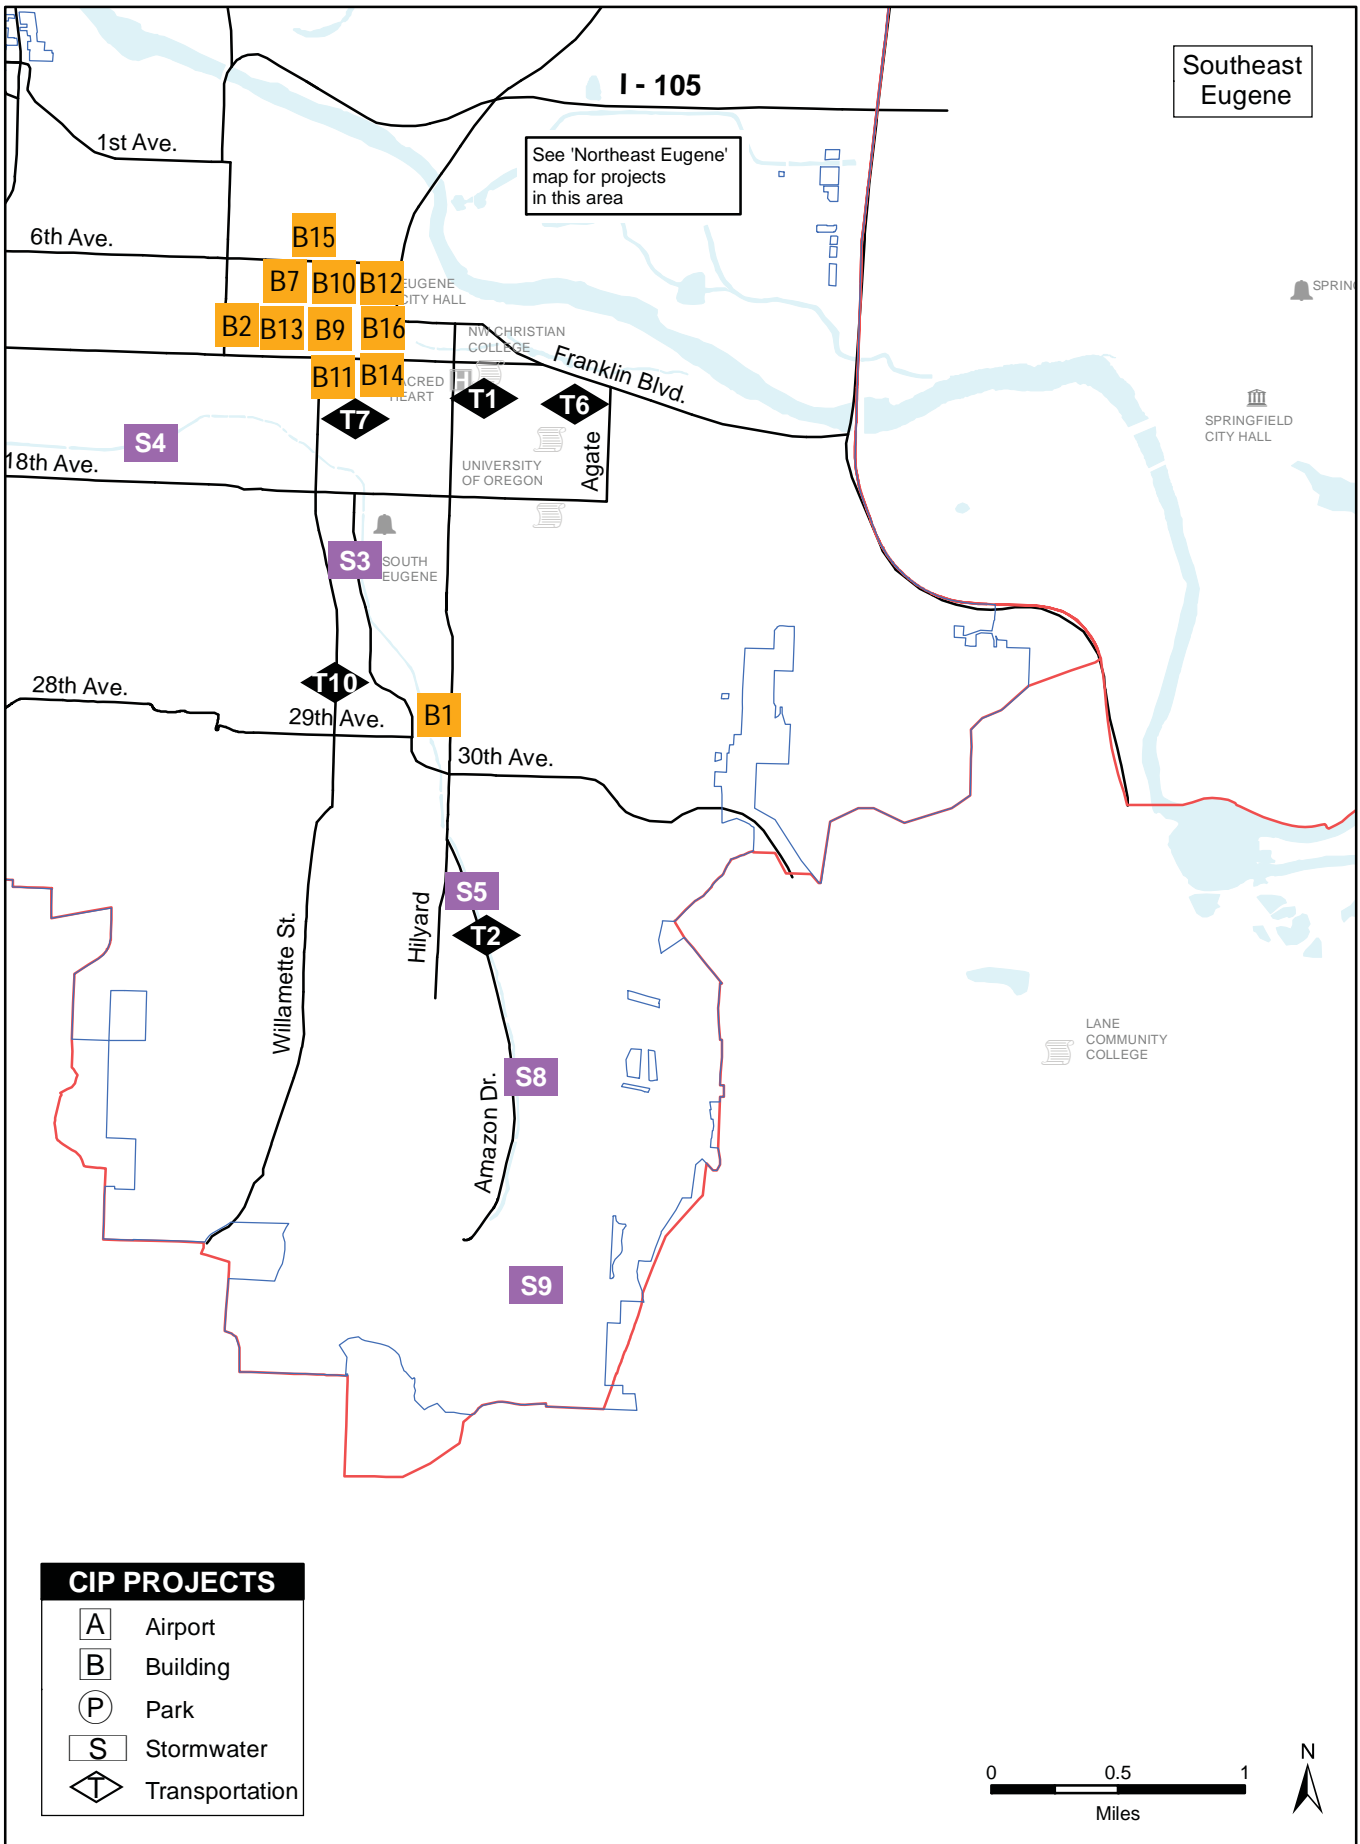 I - 105
Southeast
Eugene
1st Ave.
See 'Northeast Eugene'
map for projects
in this area
6th Ave.
B15
B7
B10
B12
EUGENE
CITY HALL
SPRING
B2
B13
B9
B16
NW CHRISTIAN
COLLEGE
Franklin Blvd.
B11
B14
ACRED
HEART
H
T1
T6
T7
SPRINGFIELD
CITY HALL
S4
18th Ave.
UNIVERSITY
OF OREGON
Agate
S3
SOUTH
EUGENE
T10
28th Ave.
29th Ave.
B1
30th Ave.
S5
Hilyard
T2
Willamette St.
LANE
COMMUNITY
COLLEGE
S8
Amazon Dr.
S9
CIP PROJECTS
A Airport
B Building
P Park
S Stormwater
T Transportation
0 0.5 1
Miles
N